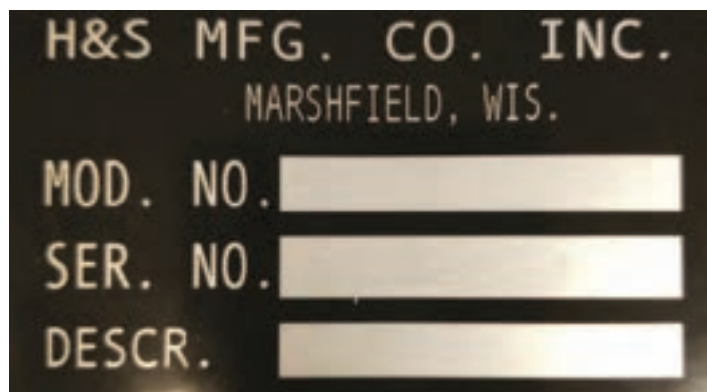 H&S MFG. CO. INC.
MARSHFIELD, WIS.
MOD. NO.
SER. NO.
DESCR.